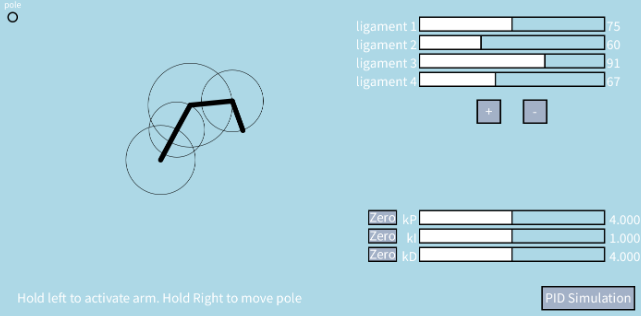 pole
ligament 1 75
ligament 2 60
ligament 3 91
ligament 4 67
+ -
Zero kP 4.000
Zero kI 1.000
Zero kD 4.000
Hold left to activate arm. Hold Right to move pole
PID Simulation